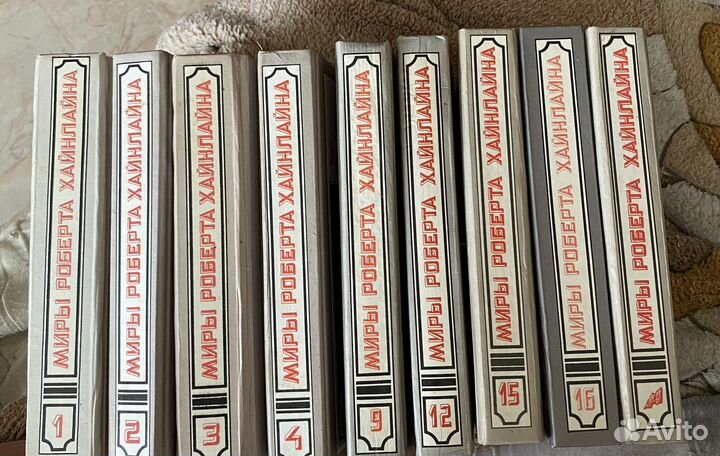 МИРЫ РОБЕРТА ХАЙНЛАЙНА 1
МИРЫ РОБЕРТА ХАЙНЛАЙНА 2
МИРЫ РОБЕРТА ХАЙНЛАЙНА 3
МИРЫ РОБЕРТА ХАЙНЛАЙНА 4
МИРЫ РОБЕРТА ХАЙНЛАЙНА 9
МИРЫ РОБЕРТА ХАЙНЛАЙНА 12
МИРЫ РОБЕРТА ХАЙНЛАЙНА 15
МИРЫ РОБЕРТА ХАЙНЛАЙНА 16
МИРЫ РОБЕРТА ХАЙНЛАЙНА
Avito